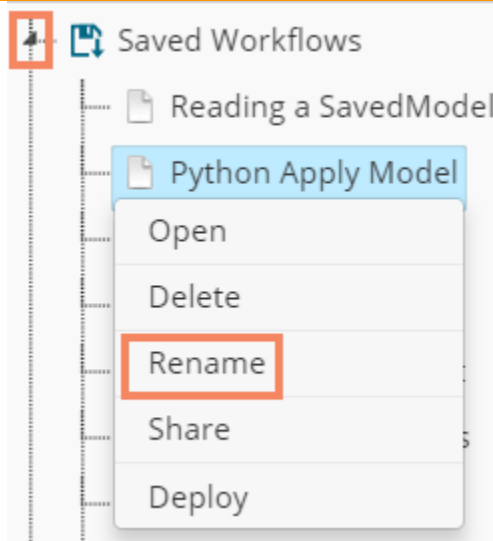 Saved Workflows
Reading a SavedModel
Python Apply Model
Open
Delete
Rename
Share
Deploy